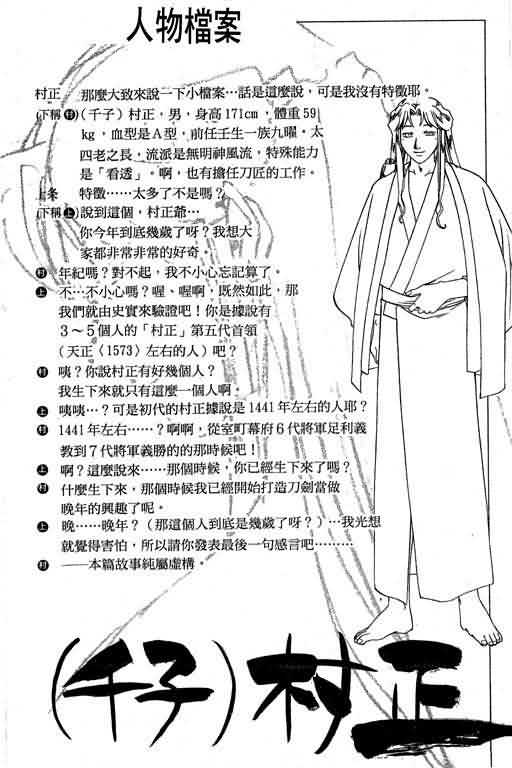 人物檔案
村正　那麼大致來說一下小檔案…話是這麼說，可是我沒有特徵耶。
(下稱村)(千子）村正，男，身高171cm，體重59
kg，血型是A型，前任壬生一族九曜。太
四老之長，流派是無明神風流，特殊能力
是「看透」。啊，也有擔任刀匠的工作。
上冬　特徵……太多了不是嗎？
(下稱上)說到這個，村正爺…
你今年到底幾歲了呀？我想大
家都非常非常的好奇。
村 年紀嗎？對不起，我不小心忘記算了。
上 不…不小心嗎？喔、喔啊，既然如此，那
我們就由史實來驗證吧！你是據說有
3～5個人的「村正」第五代首領
（天正〈1573〉左右的人）吧？
村 咦？你說村正有好幾個人？
我生下來就只有這麼一個人啊。
上 咦咦…？可是初代的村正據說是1441年左右的人耶？
村 1441年左右……？啊啊，從室町幕府6代將軍足利義
教到7代將軍義勝的的那時候吧！
上 啊？這麼說來……那個時候，你已經生下來了嗎？
村 什麼生下來，那個時候我已經開始打造刀劍當做
晚年的興趣了呢。
上 晚……晚年？（那這個人到底是幾歲了呀？）…我光想
就覺得害怕，所以請你發表最後一句感言吧………
村 ——本篇故事純屬虛構。
（千子）村正